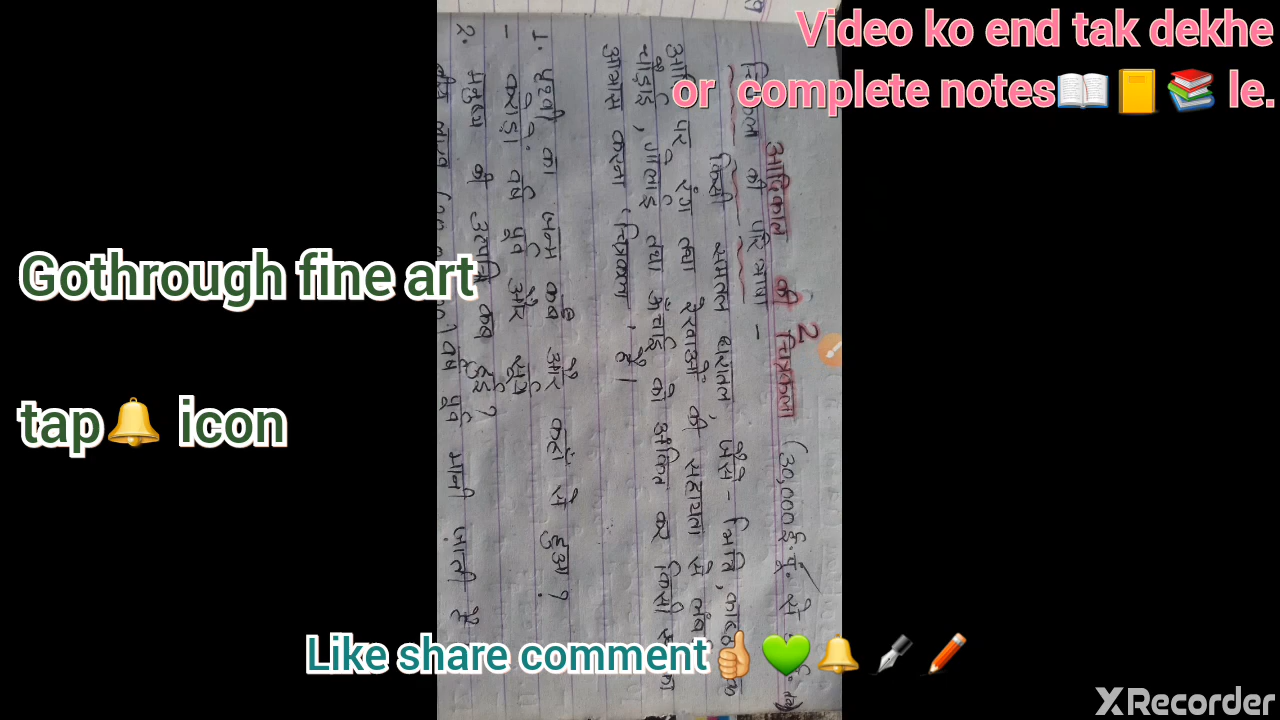 Video ko end tak dekhe
or complete notes📖📒📚 le.
Gothrough fine art
tap🔔 icon
2
आदिकाल की चित्रकला (30,000 ई. पू. से
चित्रकला की परिभाषा –
किसी समतल धरातल, जैसे – भित्ति, काष्ठ
आदि पर रंग तथा रेखाओं की सहायता से लंबाई
चौड़ाई, गोलाई तथा ऊँचाई को अंकित कर किसी
आभास करना 'चित्रकला' है।
1. पृथ्वी का जन्म कब और कहाँ से हुआ ?
– करोड़ों वर्ष पूर्व और सूर्य
2. मनुष्य की उत्पत्ति कब हुई ?
वर्ष पूर्व मानी जाती है
Like share comment👍💚🔔✒️✏️
XRecorder